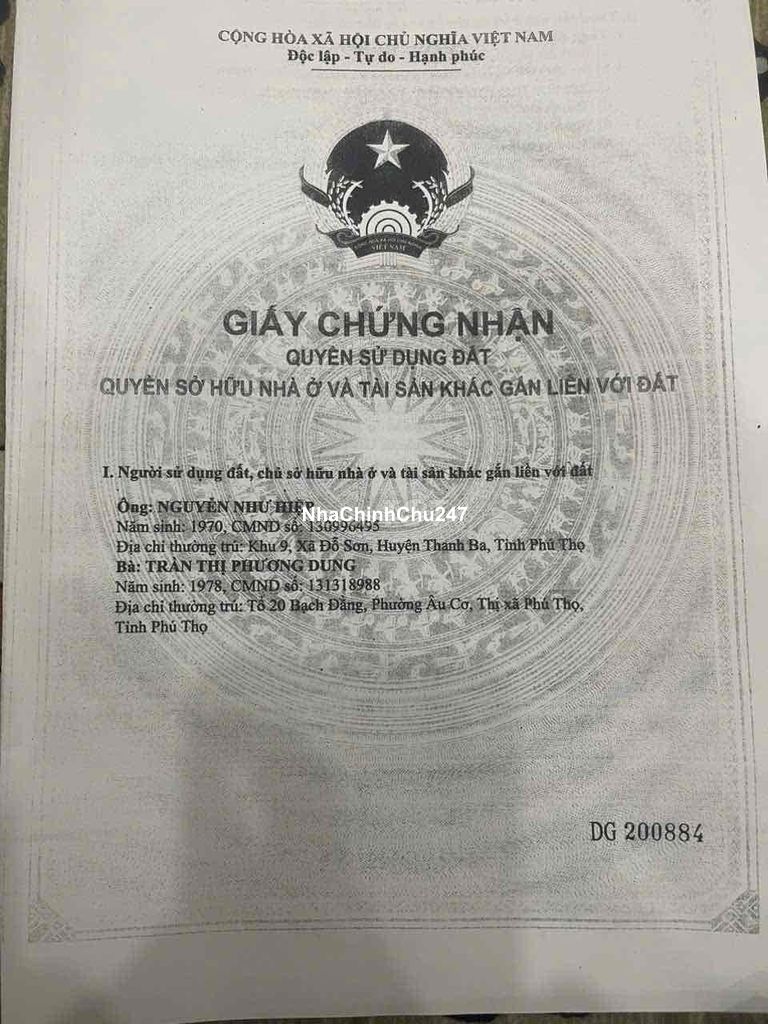 CỘNG HÒA XÃ HỘI CHỦ NGHĨA VIỆT NAM
Độc lập - Tự do - Hạnh phúc
VIỆT NAM
GIẤY CHỨNG NHẬN
QUYỀN SỬ DỤNG ĐẤT
QUYỀN SỞ HỮU NHÀ Ở VÀ TÀI SẢN KHÁC GẮN LIỀN VỚI ĐẤT
I. Người sử dụng đất, chủ sở hữu nhà ở và tài sản khác gắn liền với đất
Ông: NGUYỄN NHƯ HIỆP
NhaChinhChu247
Năm sinh: 1970, CMND số: 130996495
Địa chỉ thường trú: Khu 9, Xã Đỗ Sơn, Huyện Thanh Ba, Tỉnh Phú Thọ
Bà: TRẦN THỊ PHƯƠNG DUNG
Năm sinh: 1978, CMND số: 131318988
Địa chỉ thường trú: Tổ 20 Bạch Đằng, Phường Âu Cơ, Thị xã Phú Thọ,
Tỉnh Phú Thọ
DG 200884